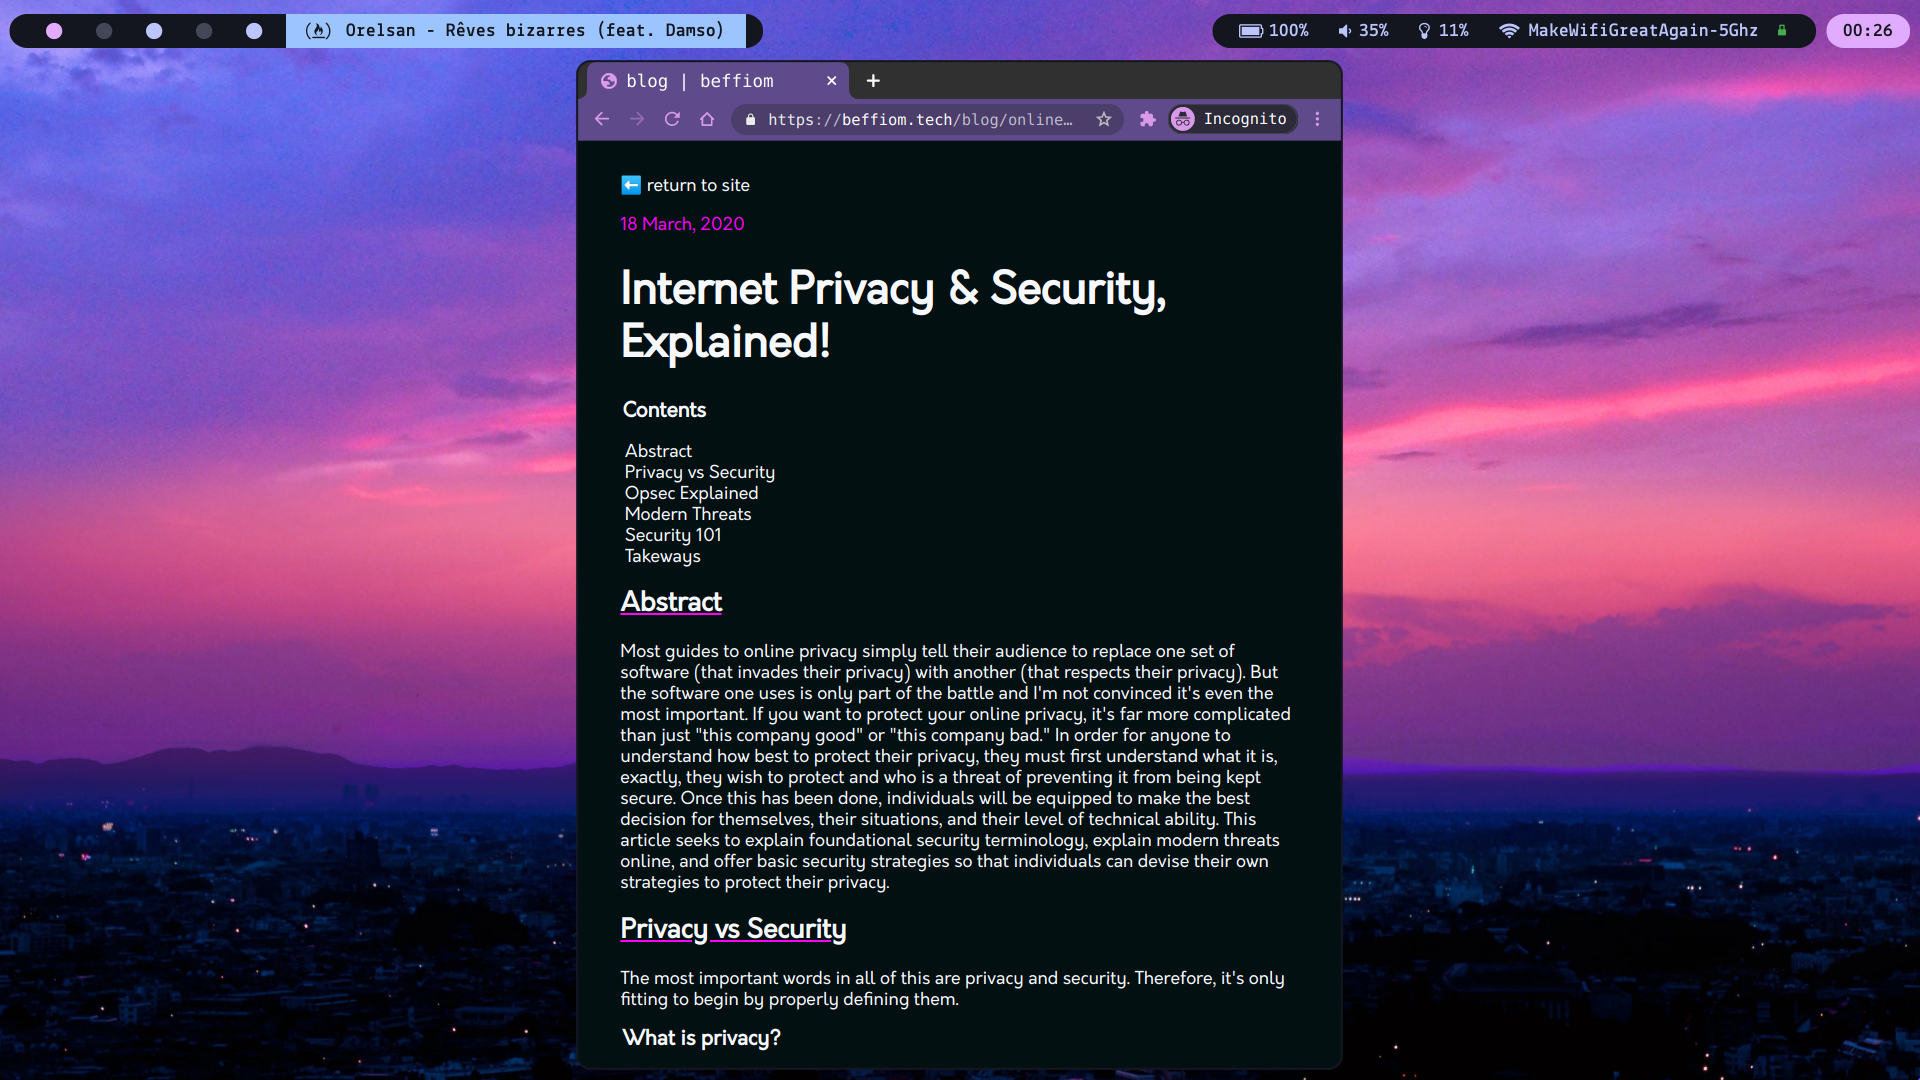 Orelsan - Rêves bizarres (feat. Damso)
100% 35% 11% MakeWifiGreatAgain-5Ghz
00:26
blog | beffiom
https://beffiom.tech/blog/online…
Incognito
return to site
18 March, 2020
Internet Privacy & Security,
Explained!
Contents
Abstract
Privacy vs Security
Opsec Explained
Modern Threats
Security 101
Takeways
Abstract
Most guides to online privacy simply tell their audience to replace one set of
software (that invades their privacy) with another (that respects their privacy). But
the software one uses is only part of the battle and I'm not convinced it's even the
most important. If you want to protect your online privacy, it's far more complicated
than just "this company good" or "this company bad." In order for anyone to
understand how best to protect their privacy, they must first understand what it is,
exactly, they wish to protect and who is a threat of preventing it from being kept
secure. Once this has been done, individuals will be equipped to make the best
decision for themselves, their situations, and their level of technical ability. This
article seeks to explain foundational security terminology, explain modern threats
online, and offer basic security strategies so that individuals can devise their own
strategies to protect their privacy.
Privacy vs Security
The most important words in all of this are privacy and security. Therefore, it's only
fitting to begin by properly defining them.
What is privacy?